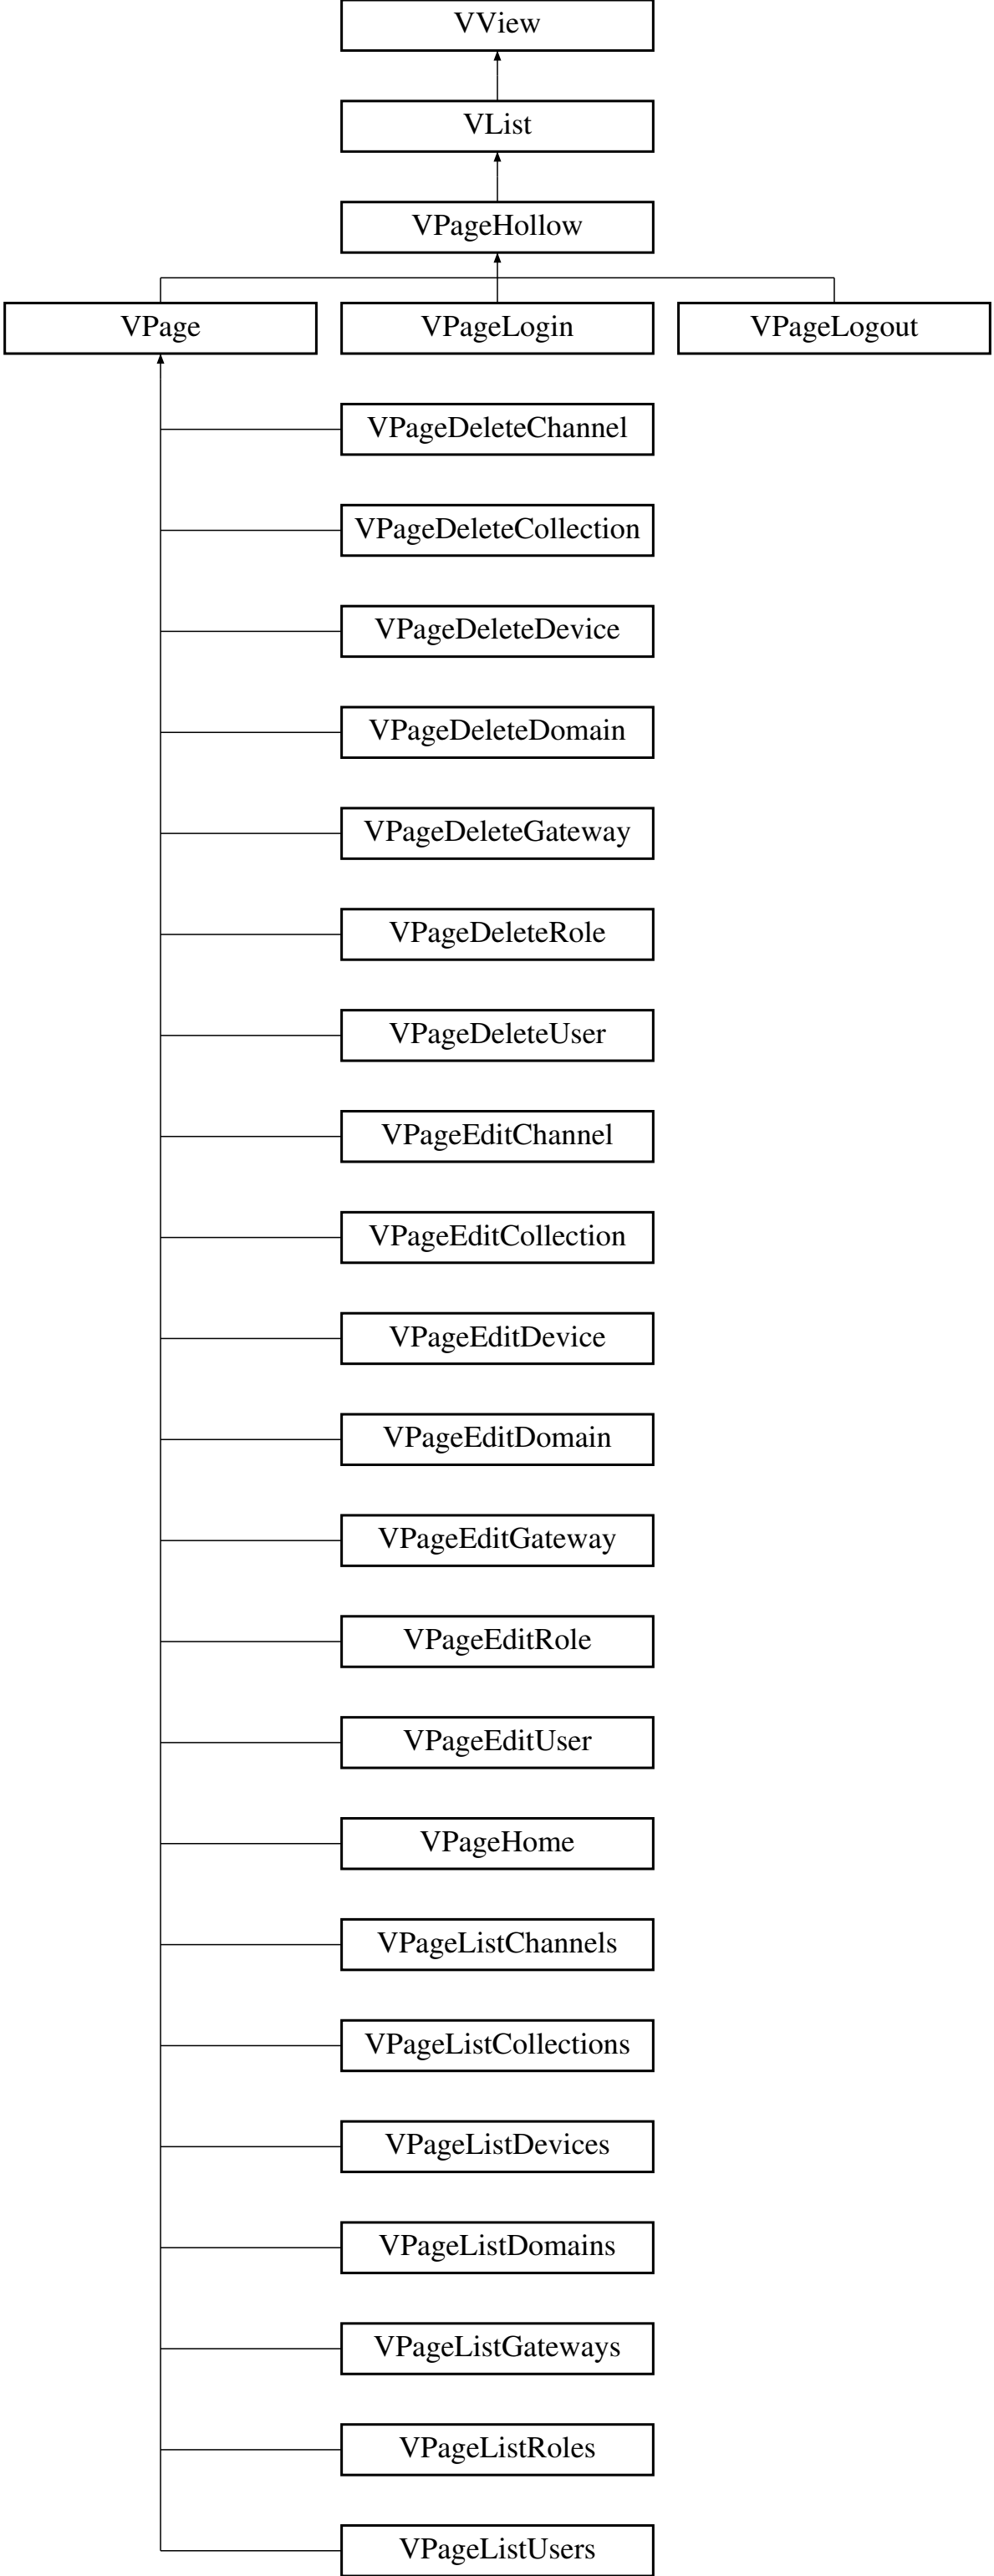 VView
VList
VPageHollow
VPage
VPageLogin
VPageLogout
VPageDeleteChannel
VPageDeleteCollection
VPageDeleteDevice
VPageDeleteDomain
VPageDeleteGateway
VPageDeleteRole
VPageDeleteUser
VPageEditChannel
VPageEditCollection
VPageEditDevice
VPageEditDomain
VPageEditGateway
VPageEditRole
VPageEditUser
VPageHome
VPageListChannels
VPageListCollections
VPageListDevices
VPageListDomains
VPageListGateways
VPageListRoles
VPageListUsers